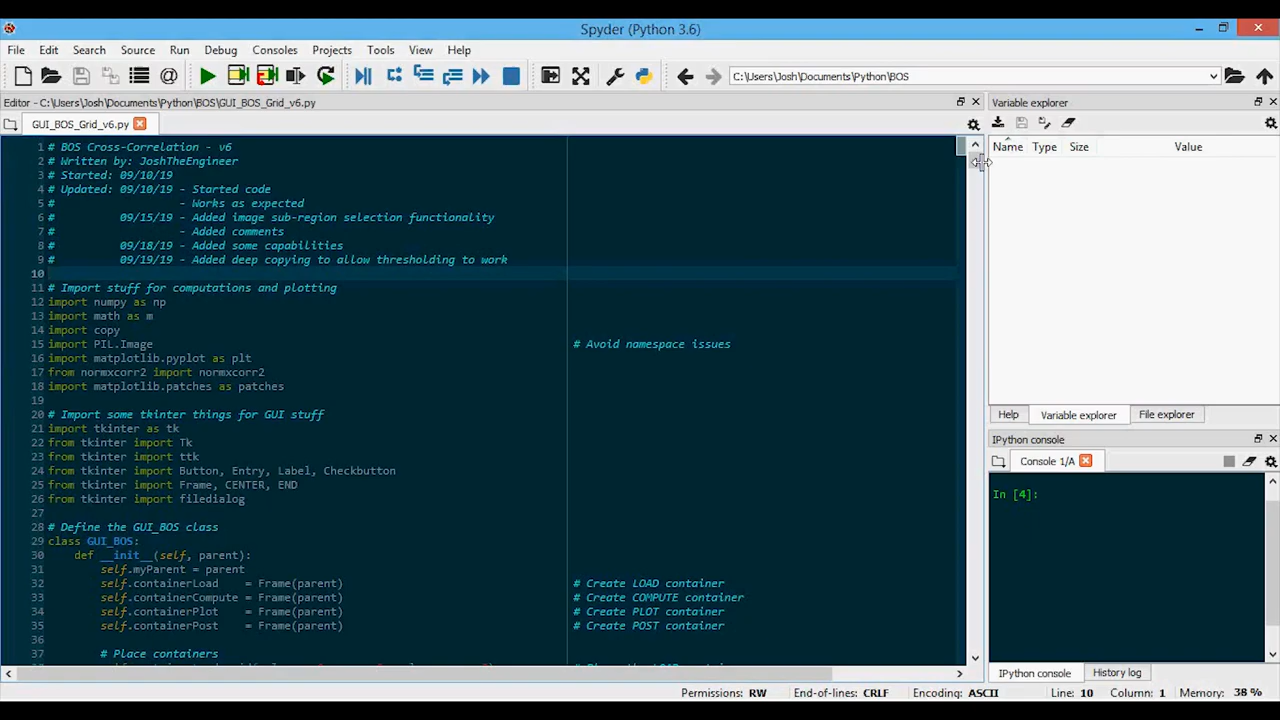 Spyder (Python 3.6)
File Edit Search Source Run Debug Consoles Projects Tools View Help
C:\Users\Josh\Documents\Python\BOS
Editor - C:\Users\Josh\Documents\Python\BOS\GUI_BOS_Grid_v6.py
GUI_BOS_Grid_v6.py
1 # BOS Cross-Correlation - v6
2 # Written by: JoshTheEngineer
3 # Started: 09/10/19
4 # Updated: 09/10/19 - Started code
5 # - Works as expected
6 # 09/15/19 - Added image sub-region selection functionality
7 # - Added comments
8 # 09/18/19 - Added some capabilities
9 # 09/19/19 - Added deep copying to allow thresholding to work
10
11 # Import stuff for computations and plotting
12 import numpy as np
13 import math as m
14 import copy
15 import PIL.Image # Avoid namespace issues
16 import matplotlib.pyplot as plt
17 from normxcorr2 import normxcorr2
18 import matplotlib.patches as patches
19
20 # Import some tkinter things for GUI stuff
21 import tkinter as tk
22 from tkinter import Tk
23 from tkinter import ttk
24 from tkinter import Button, Entry, Label, Checkbutton
25 from tkinter import Frame, CENTER, END
26 from tkinter import filedialog
27
28 # Define the GUI_BOS class
29 class GUI_BOS:
30 def __init__(self, parent):
31 self.myParent = parent
32 self.containerLoad = Frame(parent) # Create LOAD container
33 self.containerCompute = Frame(parent) # Create COMPUTE container
34 self.containerPlot = Frame(parent) # Create PLOT container
35 self.containerPost = Frame(parent) # Create POST container
36
# Place containers
Variable explorer
Name Type Size Value
Help Variable explorer File explorer
IPython console
Console 1/A
In [4]:
IPython console History log
Permissions: RW End-of-lines: CRLF Encoding: ASCII Line: 10 Column: 1 Memory: 38 %